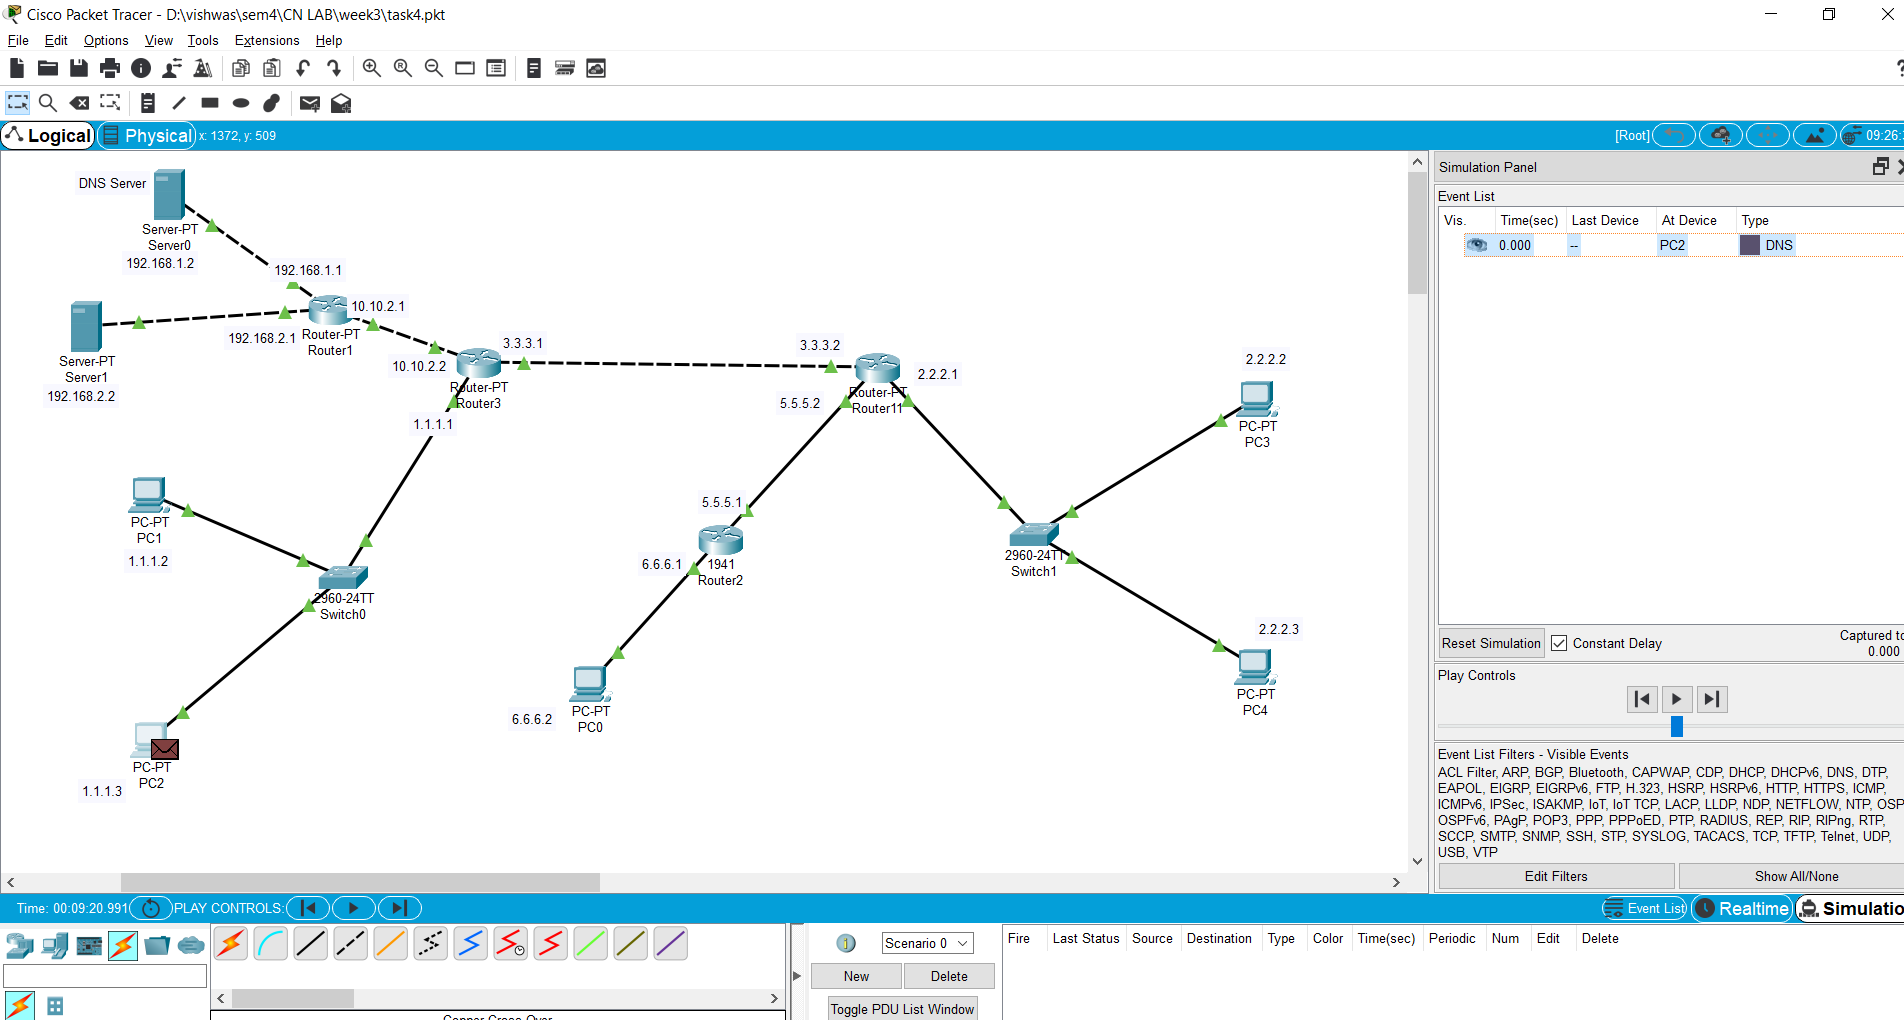 Cisco Packet Tracer - D:\vishwas\sem4\CN LAB\week3\task4.pkt
File Edit Options View Tools Extensions Help
Logical Physical x: 1372, y: 509 [Root] 09:26:
DNS Server
Server-PT
Server0
192.168.1.2
192.168.1.1
10.10.2.1
Server-PT
Server1
192.168.2.2
192.168.2.1
Router-PT
Router1
10.10.2.2
3.3.3.1
Router-PT
Router3
1.1.1.1
3.3.3.2
Router-PT
Router11
2.2.2.1
5.5.5.2
2.2.2.2
PC-PT
PC3
PC-PT
PC1
1.1.1.2
5.5.5.1
6.6.6.1
1941
Router2
2960-24TT
Switch1
2960-24TT
Switch0
2.2.2.3
PC-PT
PC4
PC-PT
PC0
6.6.6.2
PC-PT
PC2
1.1.1.3
Simulation Panel
Event List
Vis. Time(sec) Last Device At Device Type
0.000 -- PC2 DNS
Reset Simulation Constant Delay Captured to
0.000
Play Controls
Event List Filters - Visible Events
ACL Filter, ARP, BGP, Bluetooth, CAPWAP, CDP, DHCP, DHCPv6, DNS, DTP,
EAPOL, EIGRP, EIGRPv6, FTP, H.323, HSRP, HSRPv6, HTTP, HTTPS, ICMP,
ICMPv6, IPSec, ISAKMP, IoT, IoT TCP, LACP, LLDP, NDP, NETFLOW, NTP, OSP
OSPFv6, PAgP, POP3, PPP, PPPoED, PTP, RADIUS, REP, RIP, RIPng, RTP,
SCCP, SMTP, SNMP, SSH, STP, SYSLOG, TACACS, TCP, TFTP, Telnet, UDP,
USB, VTP
Edit Filters Show All/None
Time: 00:09:20.991 PLAY CONTROLS: Event List Realtime Simulatio
Scenario 0
New Delete
Toggle PDU List Window
Fire Last Status Source Destination Type Color Time(sec) Periodic Num Edit Delete
Copper Cross-Over